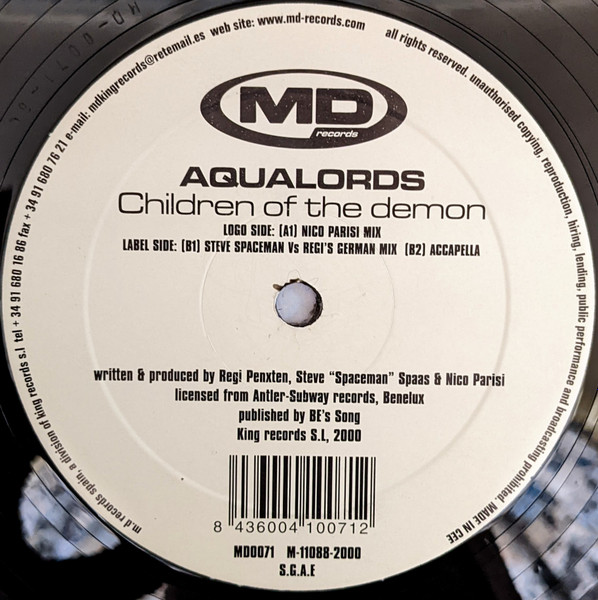 m.d records spain, a division of king records s.l tel + 34 91 680 16 86 fax + 34 91 680 76 21 e-mail: mdkingrecords@retemail.es web site: www.md-records.com
all rights reserved. unauthorised copying, reproduction, hiring, lending, public performance and broadcasting prohibited. MADE IN CEE
MD
records
AQUALORDS
Children of the demon
LOGO SIDE: (A1) NICO PARISI MIX
LABEL SIDE: (B1) STEVE SPACEMAN Vs REGI'S GERMAN MIX (B2) ACCAPELLA
written & produced by Regi Penxten, Steve "Spaceman" Spaas & Nico Parisi
licensed from Antler-Subway records, Benelux
published by BE's Song
King records S.L, 2000
8 436004 100712
MD0071 M-11088-2000
S.G.A.E